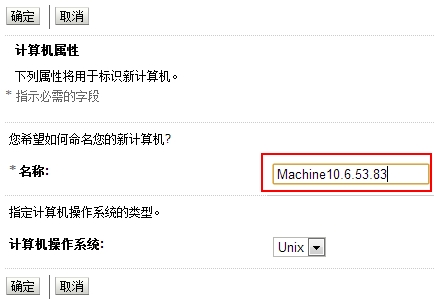 确定 取消
计算机属性
下列属性将用于标识新计算机。
* 指示必需的字段
您希望如何命名您的新计算机?
*名称: Machine10.6.53.83
指定计算机操作系统的类型。
计算机操作系统: Unix
确定 取消